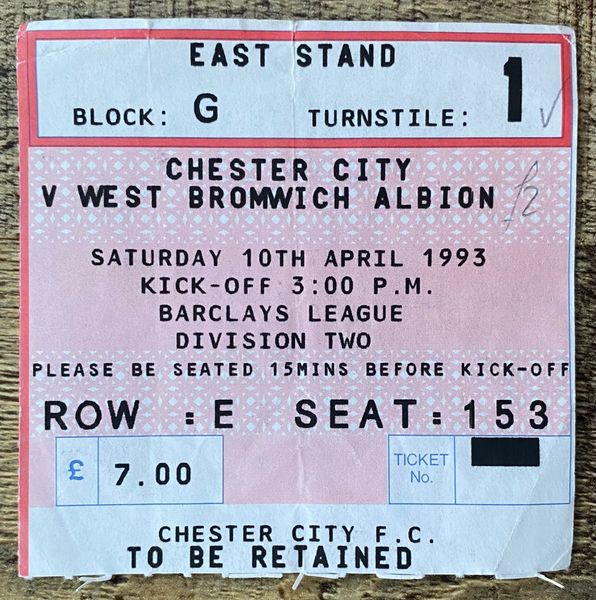 EAST STAND
BLOCK: G TURNSTILE: 1
CHESTER CITY
V WEST BROMWICH ALBION
£2
SATURDAY 10TH APRIL 1993
KICK-OFF 3:00 P.M.
BARCLAYS LEAGUE
DIVISION TWO
PLEASE BE SEATED 15MINS BEFORE KICK-OFF
ROW :E SEAT: 153
£ 7.00 TICKET No.
CHESTER CITY F.C.
TO BE RETAINED